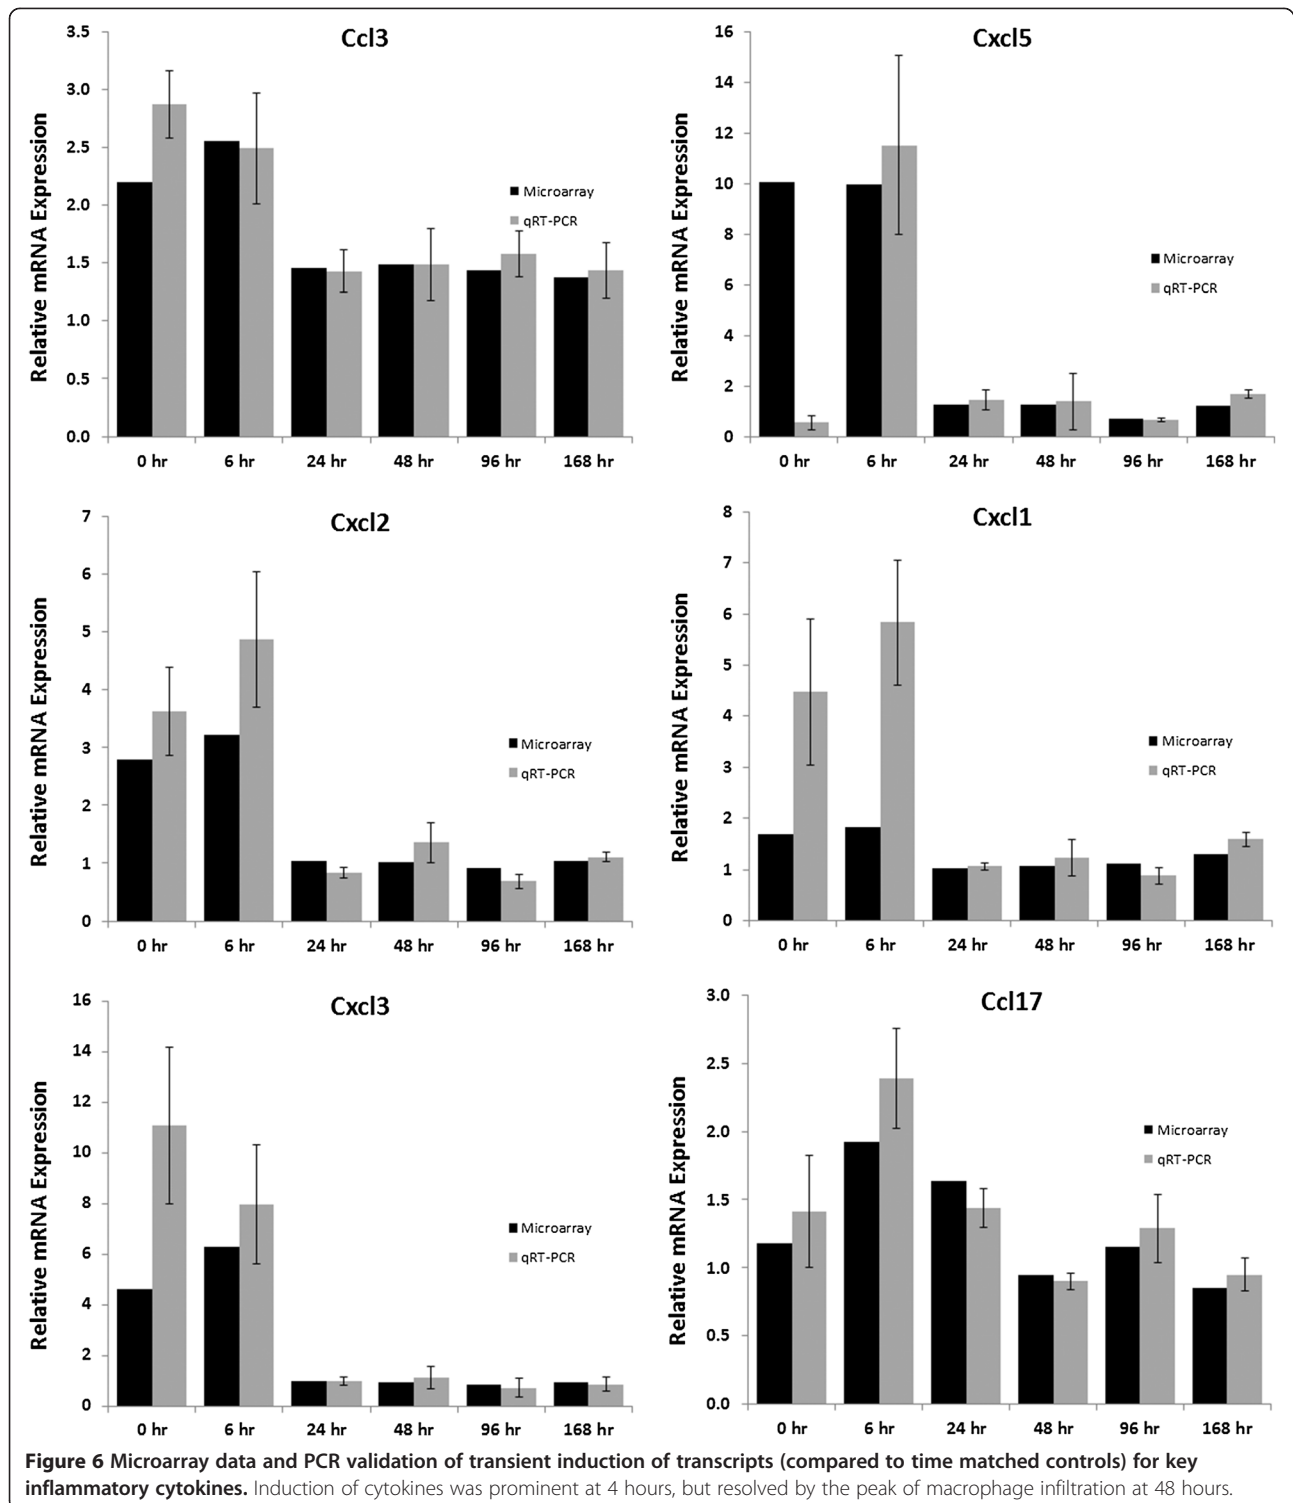 Ccl3
Relative mRNA Expression
3.5
3.0
2.5
2.0
1.5
1.0
0.5
0.0
Microarray
qRT-PCR
0 hr 6 hr 24 hr 48 hr 96 hr 168 hr
Cxcl5
Relative mRNA Expression
16
14
12
10
8
6
4
2
0
Microarray
qRT-PCR
0 hr 6 hr 24 hr 48 hr 96 hr 168 hr
Cxcl2
Relative mRNA Expression
7
6
5
4
3
2
1
0
Microarray
qRT-PCR
0 hr 6 hr 24 hr 48 hr 96 hr 168 hr
Cxcl1
Relative mRNA Expression
8
7
6
5
4
3
2
1
0
Microarray
qRT-PCR
0 hr 6 hr 24 hr 48 hr 96 hr 168 hr
Cxcl3
Relative mRNA Expression
16
14
12
10
8
6
4
2
0
Microarray
qRT-PCR
0 hr 6 hr 24 hr 48 hr 96 hr 168 hr
Ccl17
Relative mRNA Expression
3.0
2.5
2.0
1.5
1.0
0.5
0.0
Microarray
qRT-PCR
0 hr 6 hr 24 hr 48 hr 96 hr 168 hr
Figure 6 Microarray data and PCR validation of transient induction of transcripts (compared to time matched controls) for key
inflammatory cytokines. Induction of cytokines was prominent at 4 hours, but resolved by the peak of macrophage infiltration at 48 hours.